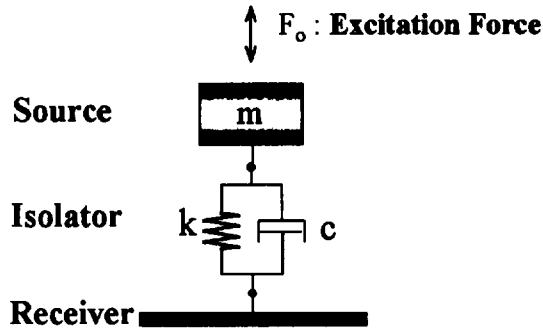 F₀ : Excitation Force
Source
m
Isolator
k
c
Receiver